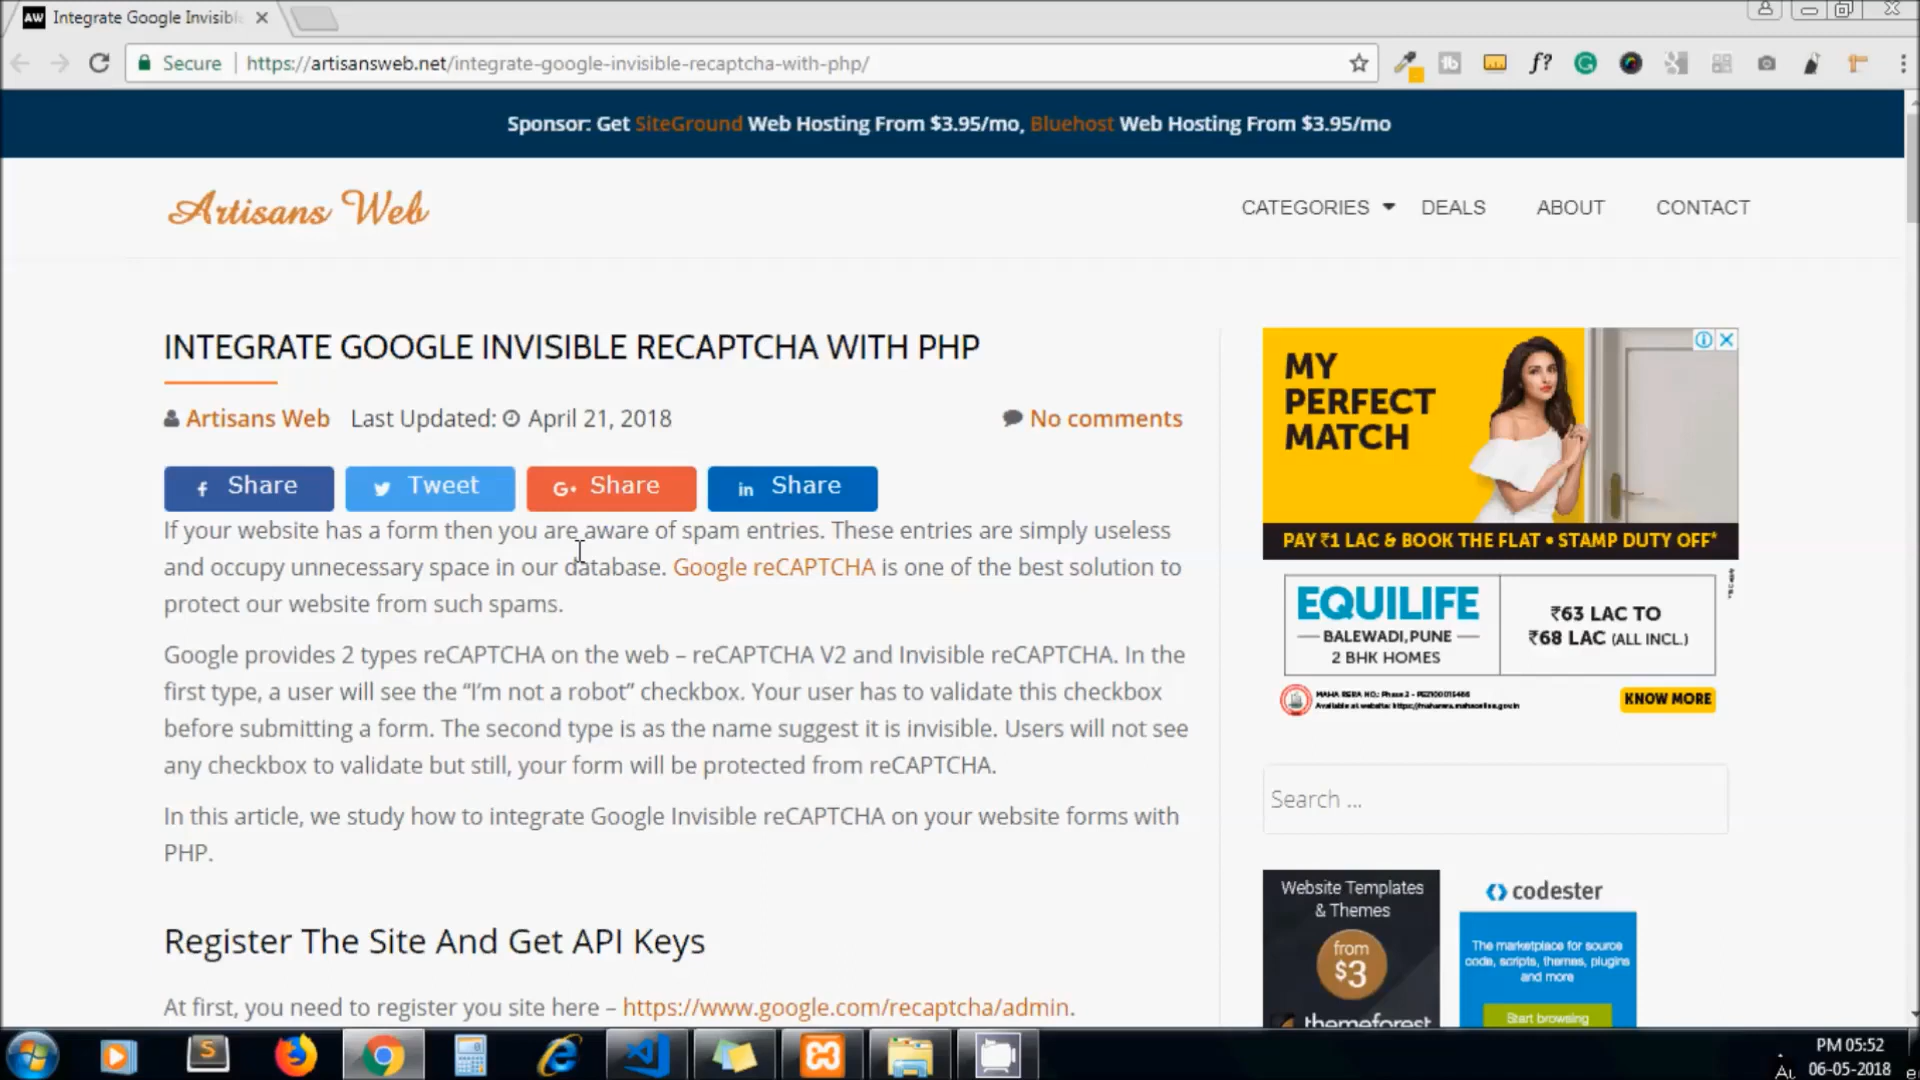 AW Integrate Google Invisibl
Secure https://artisansweb.net/integrate-google-invisible-recaptcha-with-php/
f?
Sponsor: Get SiteGround Web Hosting From $3.95/mo, Bluehost Web Hosting From $3.95/mo
Artisans Web
CATEGORIES DEALS ABOUT CONTACT
INTEGRATE GOOGLE INVISIBLE RECAPTCHA WITH PHP
Artisans Web Last Updated: April 21, 2018 No comments
f Share Tweet G+ Share in Share
If your website has a form then you are aware of spam entries. These entries are simply useless
and occupy unnecessary space in our database. Google reCAPTCHA is one of the best solution to
protect our website from such spams.
Google provides 2 types reCAPTCHA on the web – reCAPTCHA V2 and Invisible reCAPTCHA. In the
first type, a user will see the “I’m not a robot” checkbox. Your user has to validate this checkbox
before submitting a form. The second type is as the name suggest it is invisible. Users will not see
any checkbox to validate but still, your form will be protected from reCAPTCHA.
In this article, we study how to integrate Google Invisible reCAPTCHA on your website forms with
PHP.
Register The Site And Get API Keys
At first, you need to register you site here – https://www.google.com/recaptcha/admin.
MY
PERFECT
MATCH
PAY ₹1 LAC & BOOK THE FLAT • STAMP DUTY OFF*
EQUILIFE
BALEWADI, PUNE
2 BHK HOMES
₹63 LAC TO
₹68 LAC (ALL INCL.)
KNOW MORE
Search ...
Website Templates
& Themes
from
$3
themeforest
codester
The marketplace for source
code, scripts, themes, plugins
and more
Start browsing
PM 05:52
06-05-2018